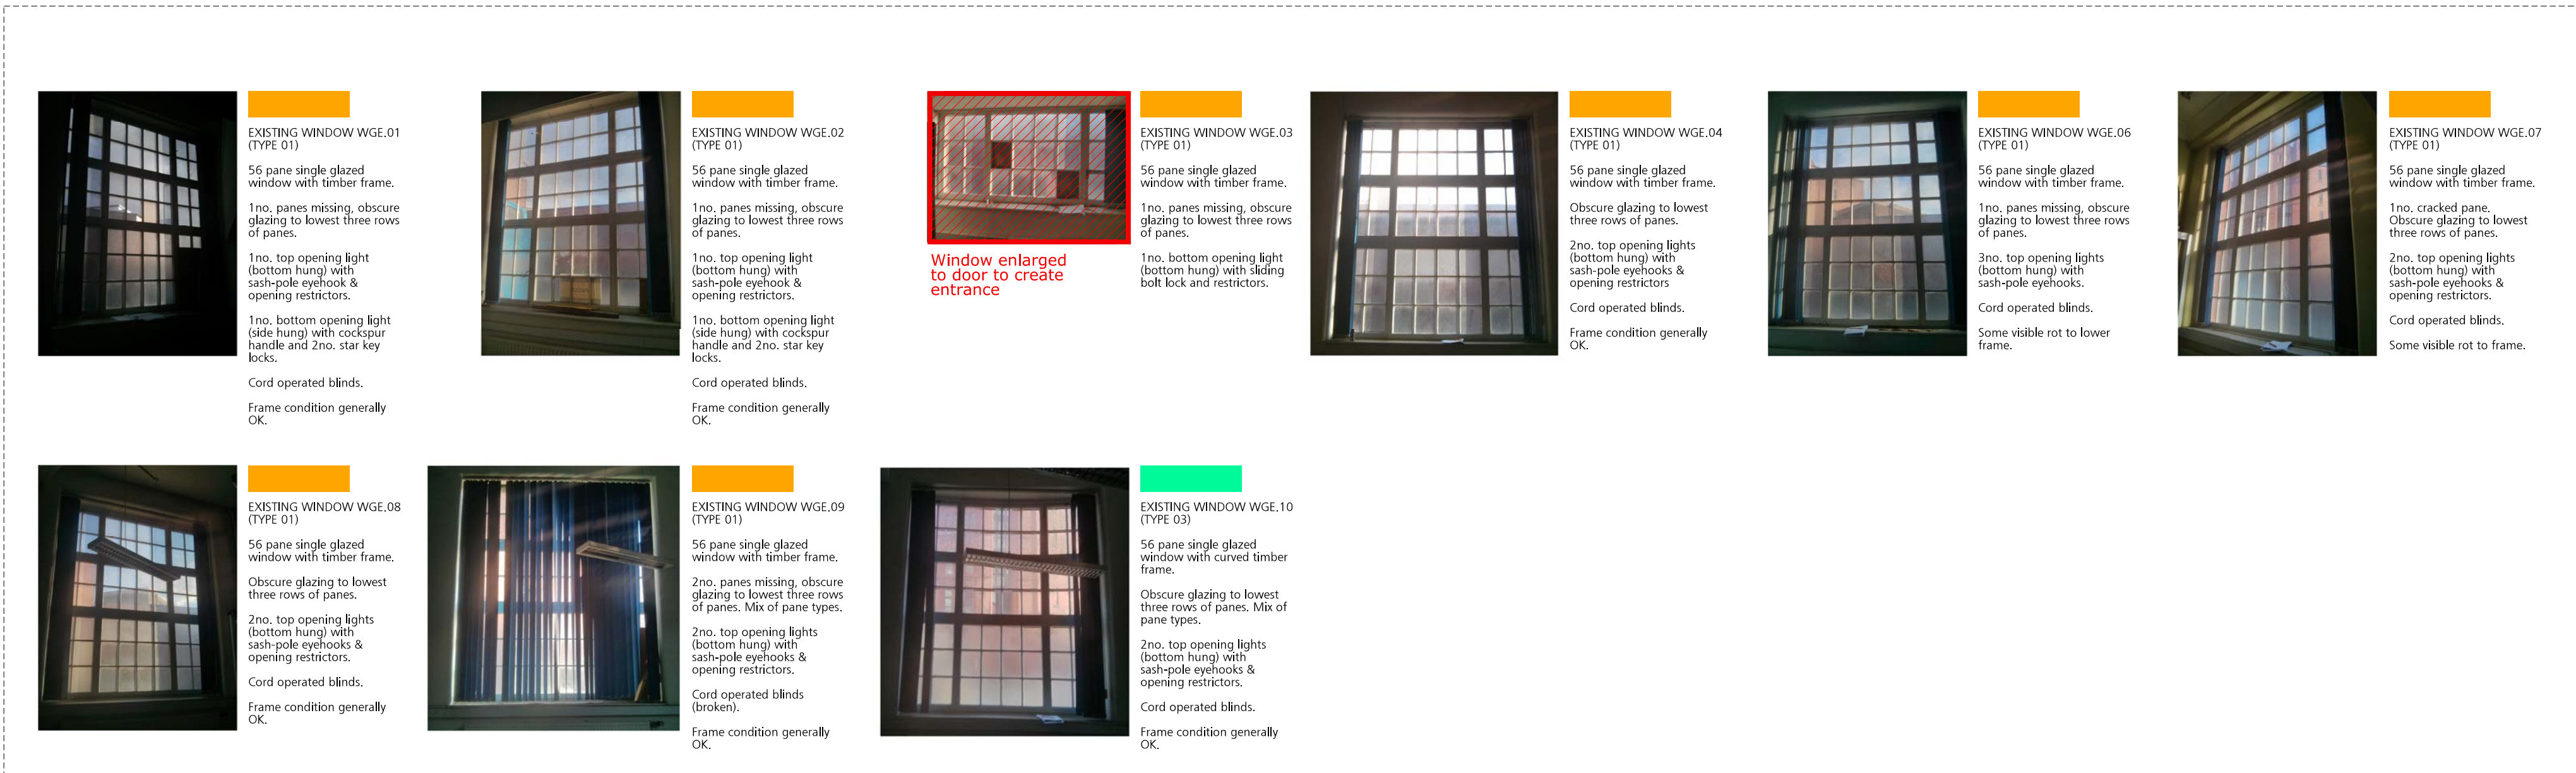 EXISTING WINDOW WGE.01
(TYPE 01)
56 pane single glazed
window with timber frame.
1no. panes missing, obscure
glazing to lowest three rows
of panes.
1no. top opening light
(bottom hung) with
sash-pole eyehook &
opening restrictors.
1no. bottom opening light
(side hung) with cockspur
handle and 2no. star key
locks.
Cord operated blinds.
Frame condition generally
OK.
EXISTING WINDOW WGE.02
(TYPE 01)
56 pane single glazed
window with timber frame.
1no. panes missing, obscure
glazing to lowest three rows
of panes.
1no. top opening light
(bottom hung) with
sash-pole eyehook &
opening restrictors.
1no. bottom opening light
(side hung) with cockspur
handle and 2no. star key
locks.
Cord operated blinds.
Frame condition generally
OK.
Window enlarged
to door to create
entrance
EXISTING WINDOW WGE.03
(TYPE 01)
56 pane single glazed
window with timber frame.
1no. panes missing, obscure
glazing to lowest three rows
of panes.
1no. bottom opening light
(bottom hung) with sliding
bolt lock and restrictors.
EXISTING WINDOW WGE.04
(TYPE 01)
56 pane single glazed
window with timber frame.
Obscure glazing to lowest
three rows of panes.
2no. top opening lights
(bottom hung) with
sash-pole eyehooks &
opening restrictors
Cord operated blinds.
Frame condition generally
OK.
EXISTING WINDOW WGE.06
(TYPE 01)
56 pane single glazed
window with timber frame.
1no. panes missing, obscure
glazing to lowest three rows
of panes.
3no. top opening lights
(bottom hung) with
sash-pole eyehooks.
Cord operated blinds.
Some visible rot to lower
frame.
EXISTING WINDOW WGE.07
(TYPE 01)
56 pane single glazed
window with timber frame.
1no. cracked pane.
Obscure glazing to lowest
three rows of panes.
2no. top opening lights
(bottom hung) with
sash-pole eyehooks &
opening restrictors.
Cord operated blinds.
Some visible rot to frame.
EXISTING WINDOW WGE.08
(TYPE 01)
56 pane single glazed
window with timber frame.
Obscure glazing to lowest
three rows of panes.
2no. top opening lights
(bottom hung) with
sash-pole eyehooks &
opening restrictors.
Cord operated blinds.
Frame condition generally
OK.
EXISTING WINDOW WGE.09
(TYPE 01)
56 pane single glazed
window with timber frame.
2no. panes missing, obscure
glazing to lowest three rows
of panes. Mix of pane types.
2no. top opening lights
(bottom hung) with
sash-pole eyehooks &
opening restrictors.
Cord operated blinds
(broken).
Frame condition generally
OK.
EXISTING WINDOW WGE.10
(TYPE 03)
56 pane single glazed
window with curved timber
frame.
Obscure glazing to lowest
three rows of panes. Mix of
pane types.
2no. top opening lights
(bottom hung) with
sash-pole eyehooks &
opening restrictors.
Cord operated blinds.
Frame condition generally
OK.